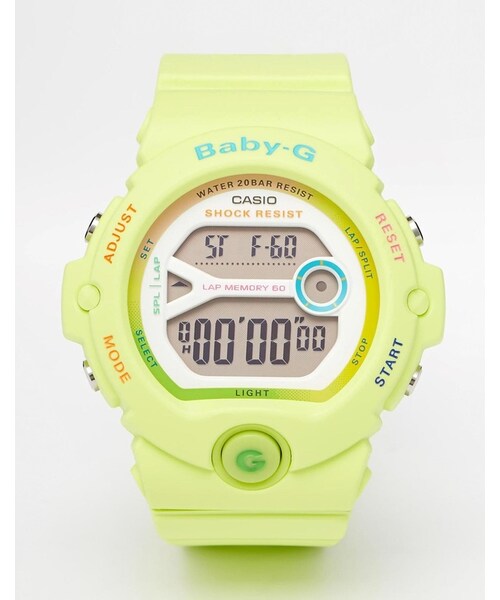 Baby-G
WATER 20BAR RESIST
CASIO
SHOCK RESIST
ADJUST
SET
RESET
LAP/SPLIT
ST F-60
SPL | LAP
LAP MEMORY 60
0H 00'00"00
MODE
SELECT
STOP
START
LIGHT
G